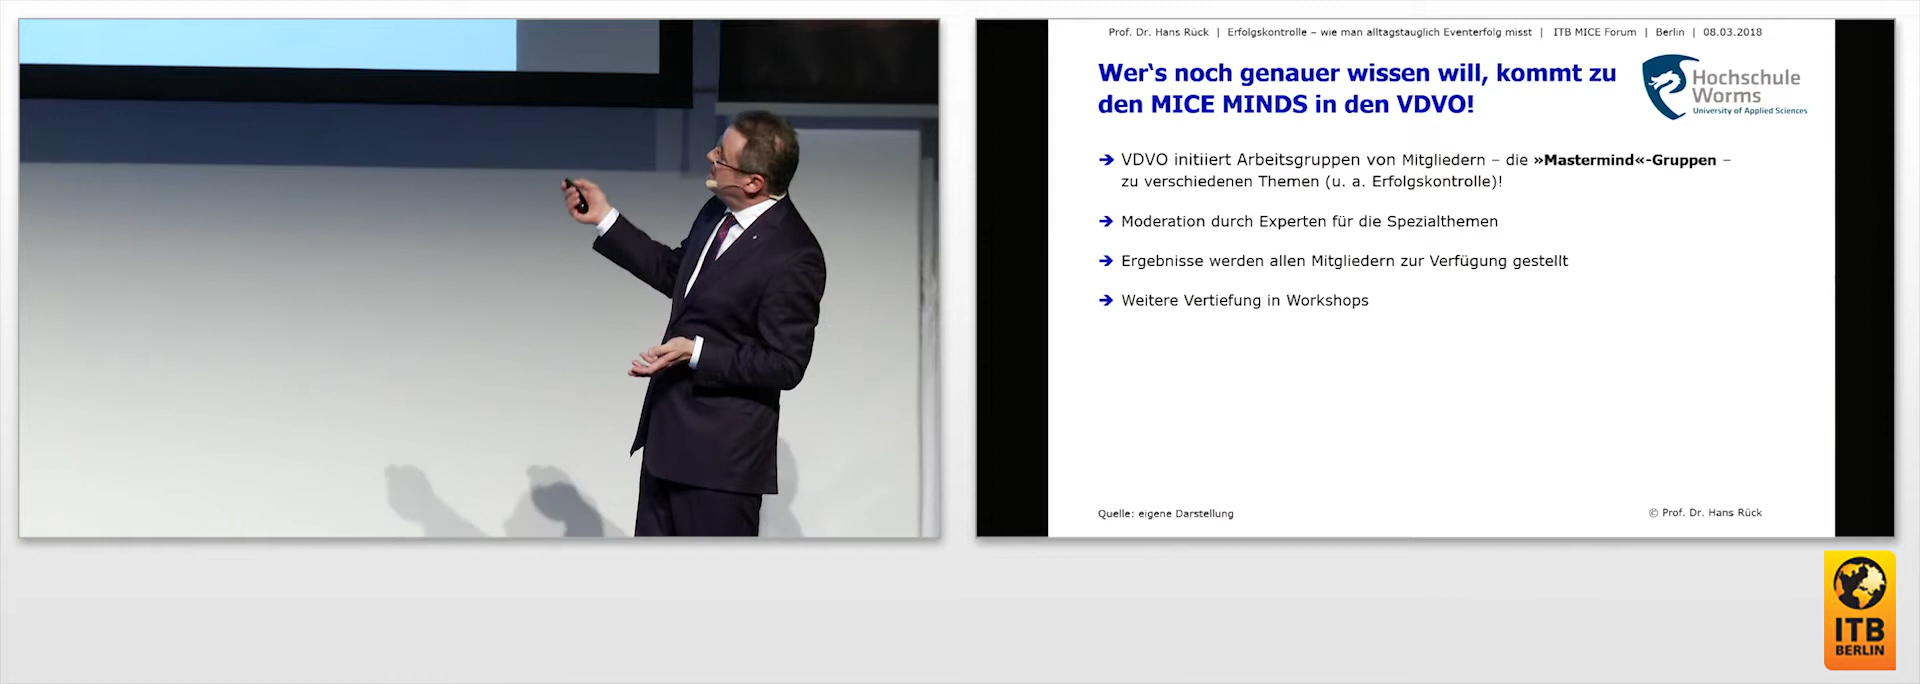 Prof. Dr. Hans Rück | Erfolgskontrolle – wie man alltagstauglich Eventerfolg misst | ITB MICE Forum | Berlin | 08.03.2018
Wer's noch genauer wissen will, kommt zu
den MICE MINDS in den VDVO!
Hochschule
Worms
University of Applied Sciences
➔ VDVO initiiert Arbeitsgruppen von Mitgliedern – die »Mastermind«-Gruppen –
zu verschiedenen Themen (u. a. Erfolgskontrolle)!
➔ Moderation durch Experten für die Spezialthemen
➔ Ergebnisse werden allen Mitgliedern zur Verfügung gestellt
➔ Weitere Vertiefung in Workshops
Quelle: eigene Darstellung
© Prof. Dr. Hans Rück
ITB
BERLIN